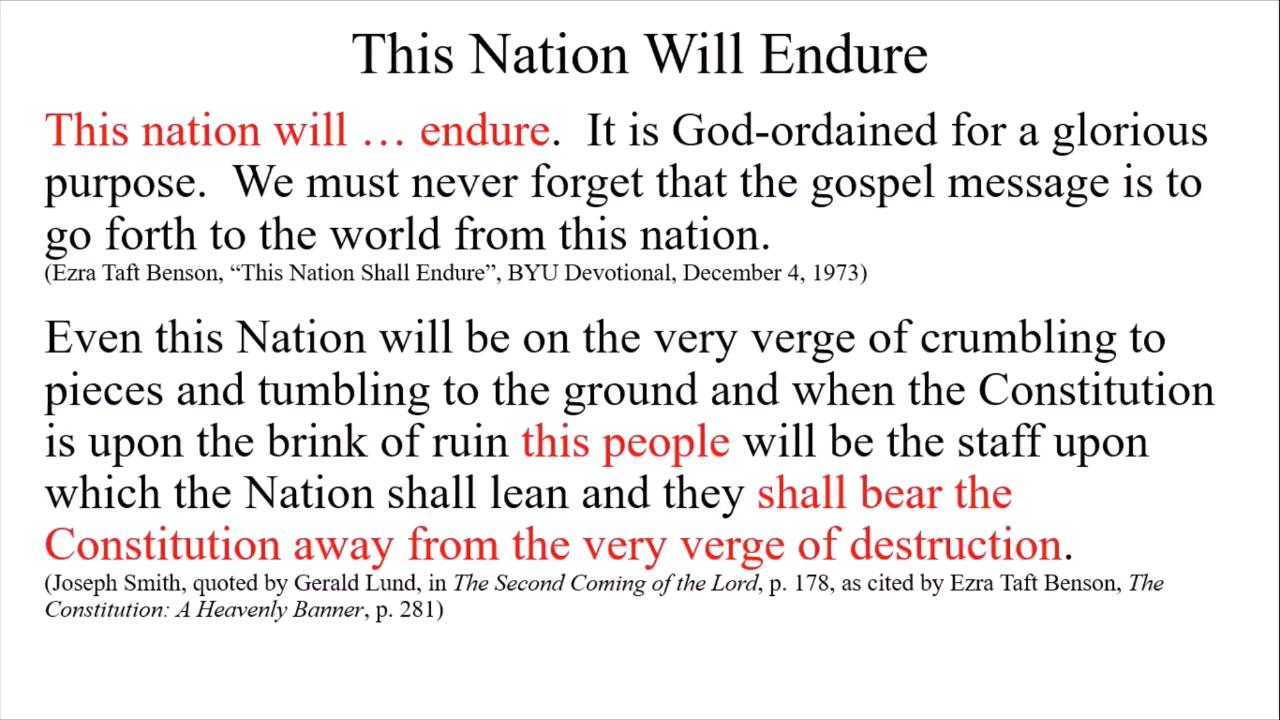 This Nation Will Endure
This nation will … endure.  It is God-ordained for a glorious
purpose.  We must never forget that the gospel message is to
go forth to the world from this nation.
(Ezra Taft Benson, “This Nation Shall Endure”, BYU Devotional, December 4, 1973)
Even this Nation will be on the very verge of crumbling to
pieces and tumbling to the ground and when the Constitution
is upon the brink of ruin this people will be the staff upon
which the Nation shall lean and they shall bear the
Constitution away from the very verge of destruction.
(Joseph Smith, quoted by Gerald Lund, in The Second Coming of the Lord, p. 178, as cited by Ezra Taft Benson, The
Constitution: A Heavenly Banner, p. 281)